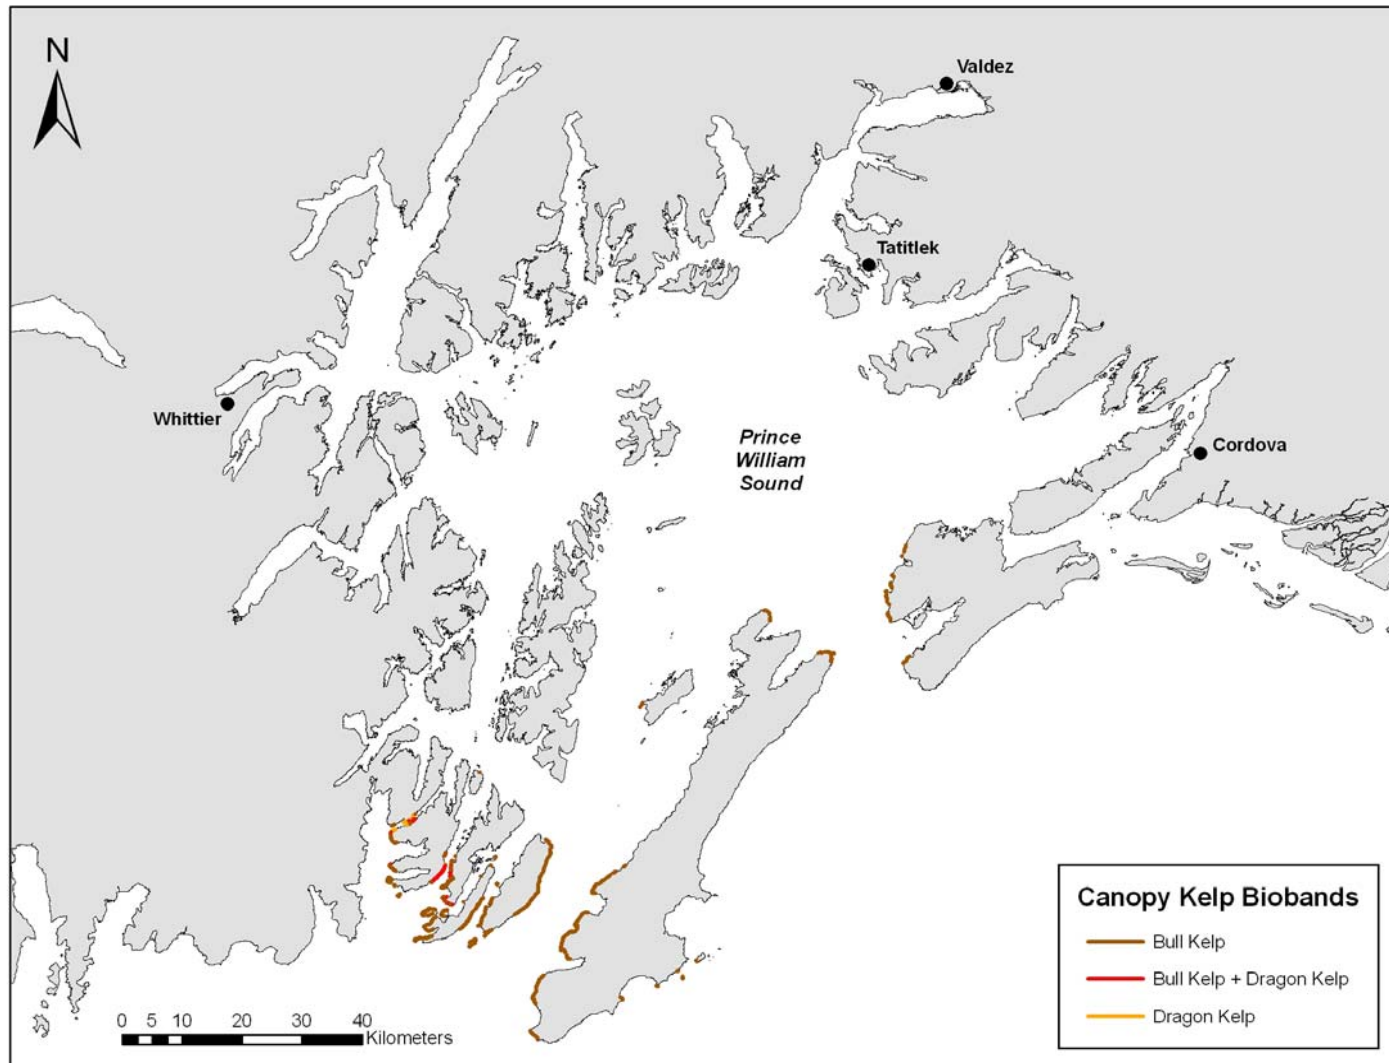 N
Valdez
Tatitlek
Whittier
Prince
William
Sound
Cordova
Canopy Kelp Biobands
Bull Kelp
Bull Kelp + Dragon Kelp
Dragon Kelp
0 5 10 20 30 40
Kilometers